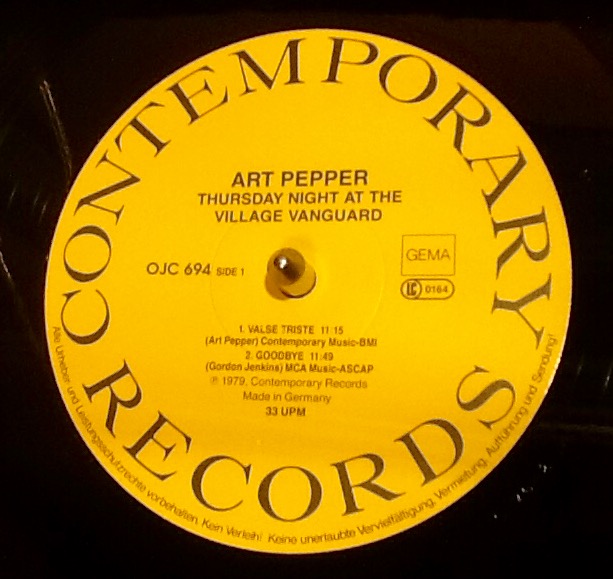 CONTEMPORARY RECORDS
ART PEPPER
THURSDAY NIGHT AT THE
VILLAGE VANGUARD
OJC 694 SIDE 1
GEMA
LC 0164
1. VALSE TRISTE 11:15
(Art Pepper) Contemporary Music-BMI
2. GOODBYE 11:49
(Gordon Jenkins) MCA Music-ASCAP
℗ 1979, Contemporary Records
Made in Germany
33 UPM
Alle Urheber- und Leistungsschutzrechte vorbehalten. Kein Verleih! Keine unerlaubte Vervielfältigung, Vermietung, Aufführung und Sendung!